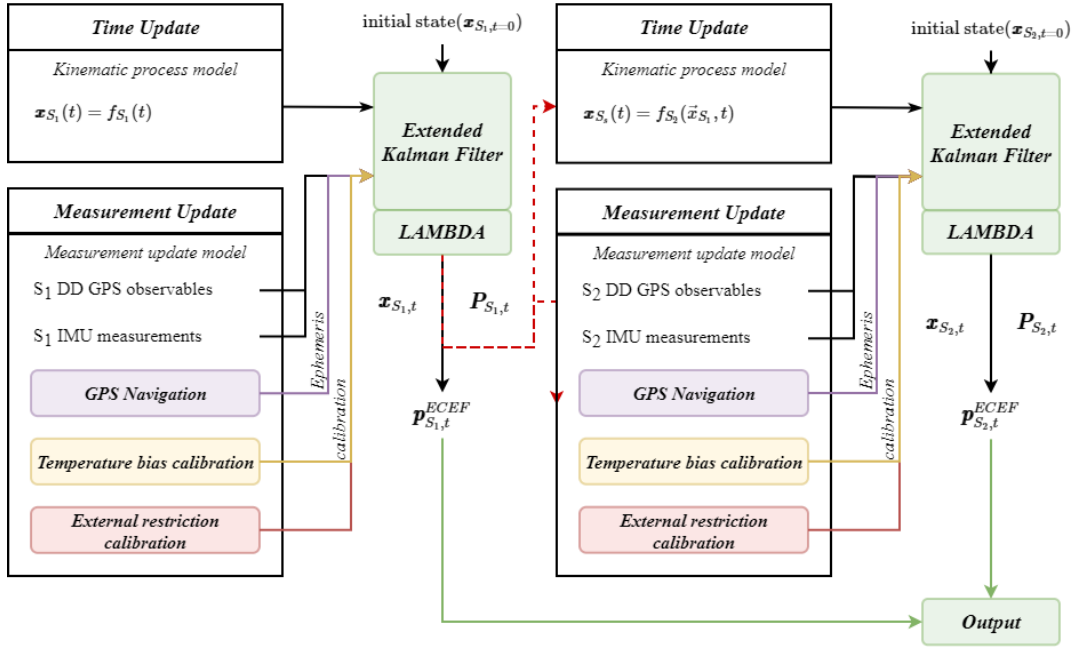 Time Update
Kinematic process model
𝒙_{S₁}(t) = f_{S₁}(t)
Measurement Update
Measurement update model
S₁ DD GPS observables
S₁ IMU measurements
GPS Navigation
Temperature bias calibration
External restriction
calibration
Ephemeris
calibration
initial state(𝒙_{S₁,t=0})
Extended
Kalman Filter
LAMBDA
𝒙_{S₁,t}
𝑷_{S₁,t}
𝒑^{ECEF}_{S₁,t}
Time Update
Kinematic process model
𝒙_{Sₛ}(t) = f_{S₂}(x⃗_{S₁}, t)
Measurement Update
Measurement update model
S₂ DD GPS observables
S₂ IMU measurements
GPS Navigation
Temperature bias calibration
External restriction
calibration
Ephemeris
calibration
initial state(𝒙_{S₂,t=0})
Extended
Kalman Filter
LAMBDA
𝒙_{S₂,t}
𝑷_{S₂,t}
𝒑^{ECEF}_{S₂,t}
Output